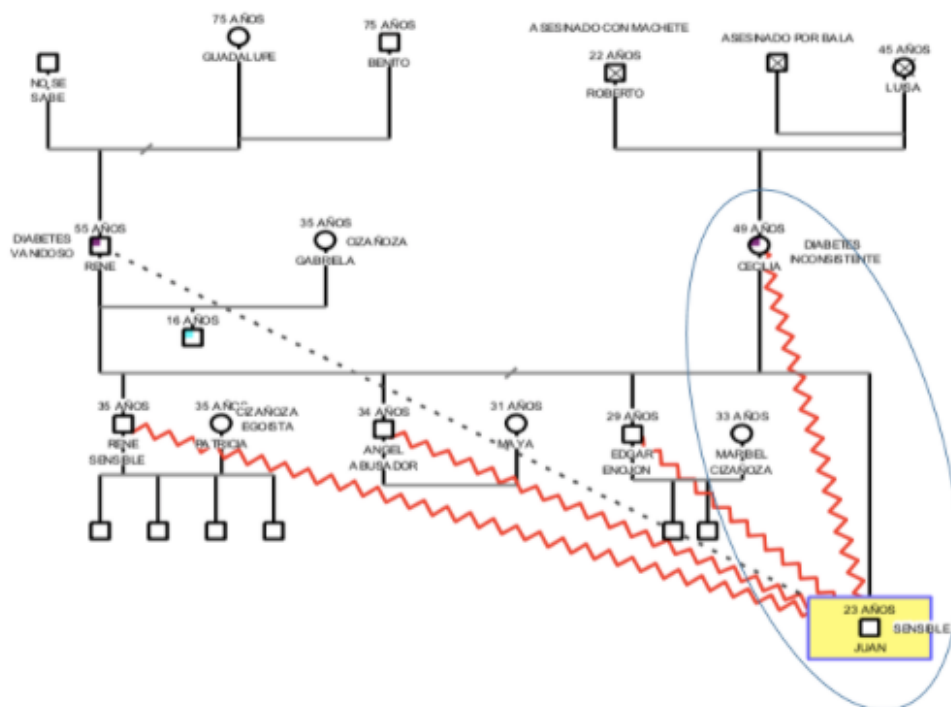 75 AÑOS
GUADALUPE
75 AÑOS
BENITO
NO SE
SABE
ASESINADO CON MACHETE
22 AÑOS
ROBERTO
ASESINADO POR BALA
45 AÑOS
LUISA
DIABETES
VANIDOSO
55 AÑOS
RENE
35 AÑOS
CIZAÑOZA
GABRIELA
49 AÑOS
CECILIA
DIABETES
INCONSISTENTE
16 AÑOS
35 AÑOS
RENE
SENSIBLE
35 AÑOS
CIZAÑOZA
EGOISTA
PATRICIA
34 AÑOS
ANGEL
ABUSADOR
31 AÑOS
MAYA
29 AÑOS
EDGAR
ENOJON
33 AÑOS
MARIBEL
CIZAÑOZA
23 AÑOS
SENSIBLE
JUAN